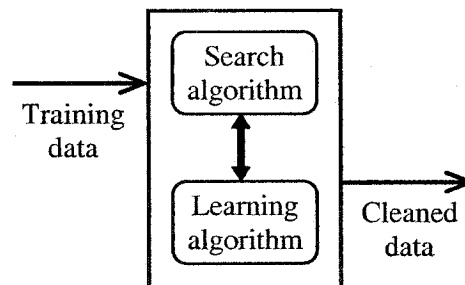 Search
algorithm
Training
data
Learning
algorithm
Cleaned
data